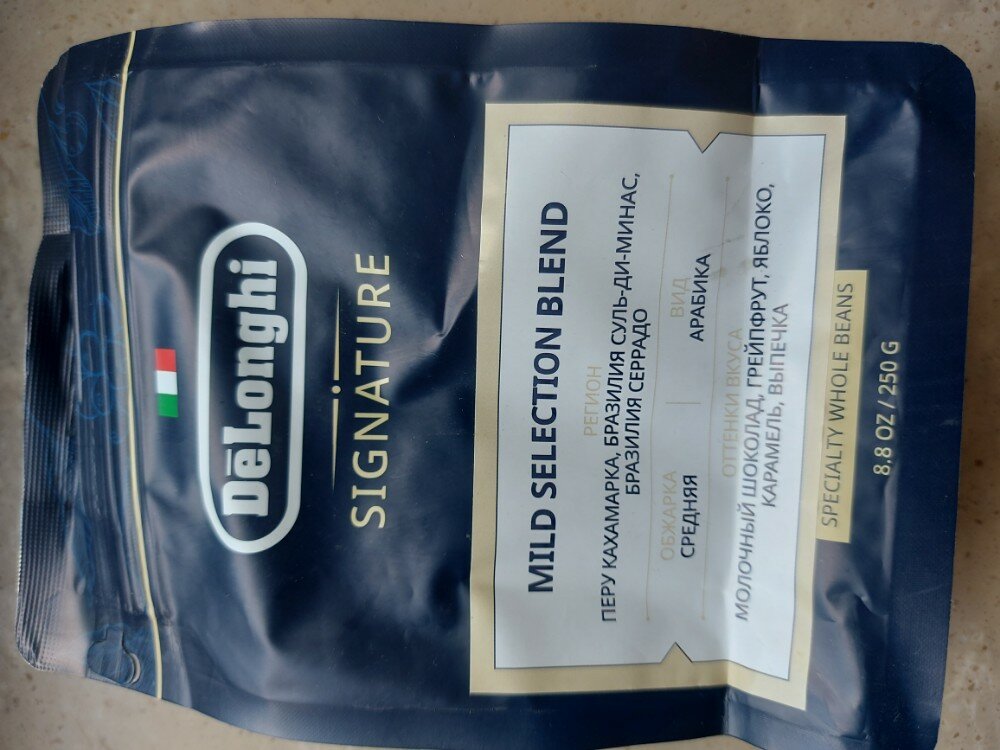 DēLonghi
SIGNATURE
MILD SELECTION BLEND
РЕГИОН
ПЕРУ КАХАМАРКА, БРАЗИЛИЯ СУЛЬ-ДИ-МИНАС,
БРАЗИЛИЯ СЕРРАДО
ОБЖАРКА
СРЕДНЯЯ
ВИД
АРАБИКА
ОТТЕНКИ ВКУСА
МОЛОЧНЫЙ ШОКОЛАД, ГРЕЙПФРУТ, ЯБЛОКО,
КАРАМЕЛЬ, ВЫПЕЧКА
SPECIALTY WHOLE BEANS
8.8 OZ / 250 G